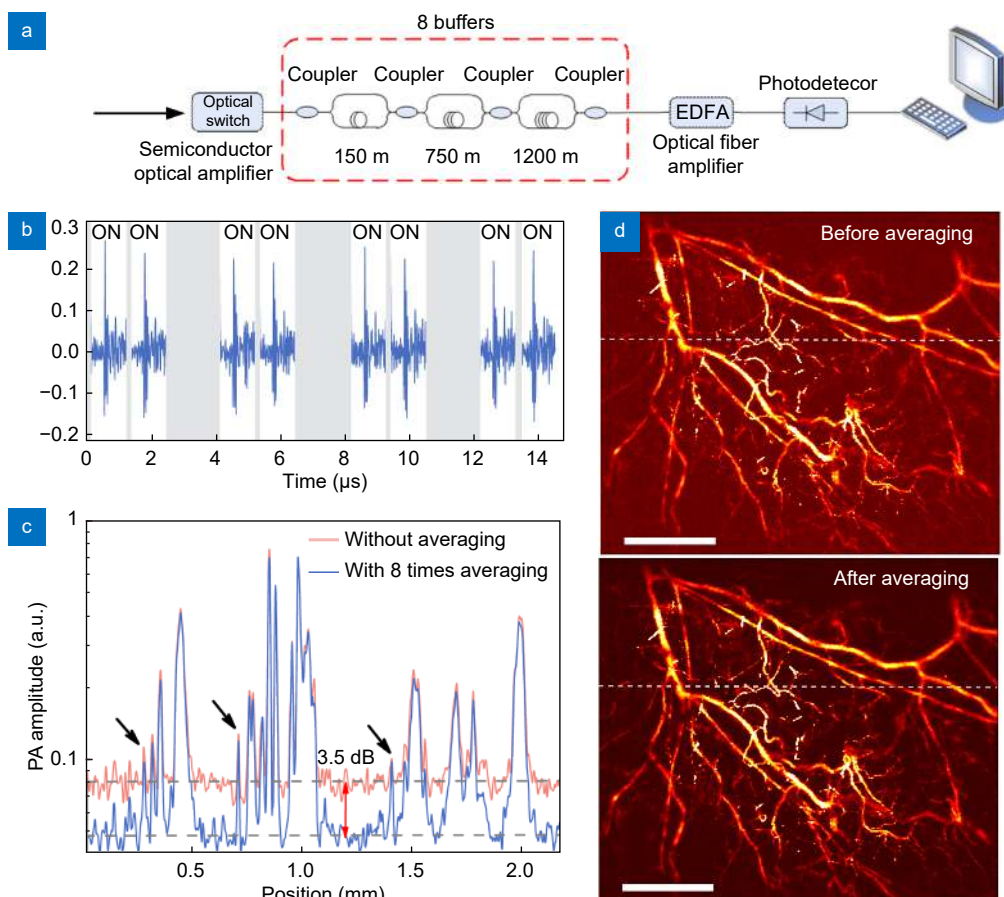 a
8 buffers
Coupler Coupler Coupler Coupler
Optical
switch
Semiconductor
optical amplifier
150 m 750 m 1200 m
EDFA
Optical fiber
amplifier
Photodetecor
b
ON ON ON ON ON ON ON ON
0.3
0.2
0.1
0.0
−0.1
−0.2
0 2 4 6 8 10 12 14
Time (μs)
c
1
0.1
PA amplitude (a.u.)
Without averaging
With 8 times averaging
3.5 dB
0.5 1.0 1.5 2.0
Position (mm)
d
Before averaging
After averaging